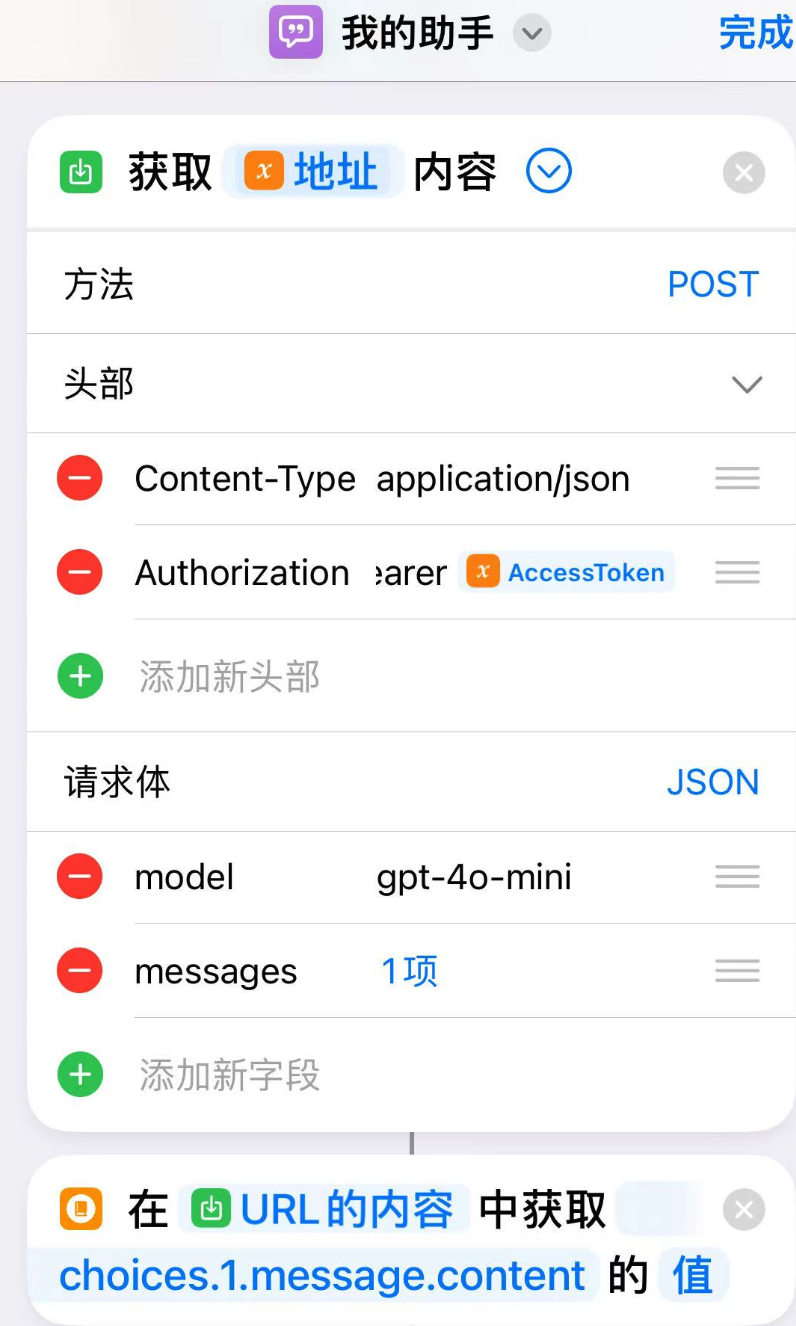 我的助手 完成
获取 地址 内容
方法 POST
头部
Content-Type application/json
Authorization earer AccessToken
添加新头部
请求体 JSON
model gpt-4o-mini
messages 1项
添加新字段
在 URL的内容 中获取
choices.1.message.content 的 值